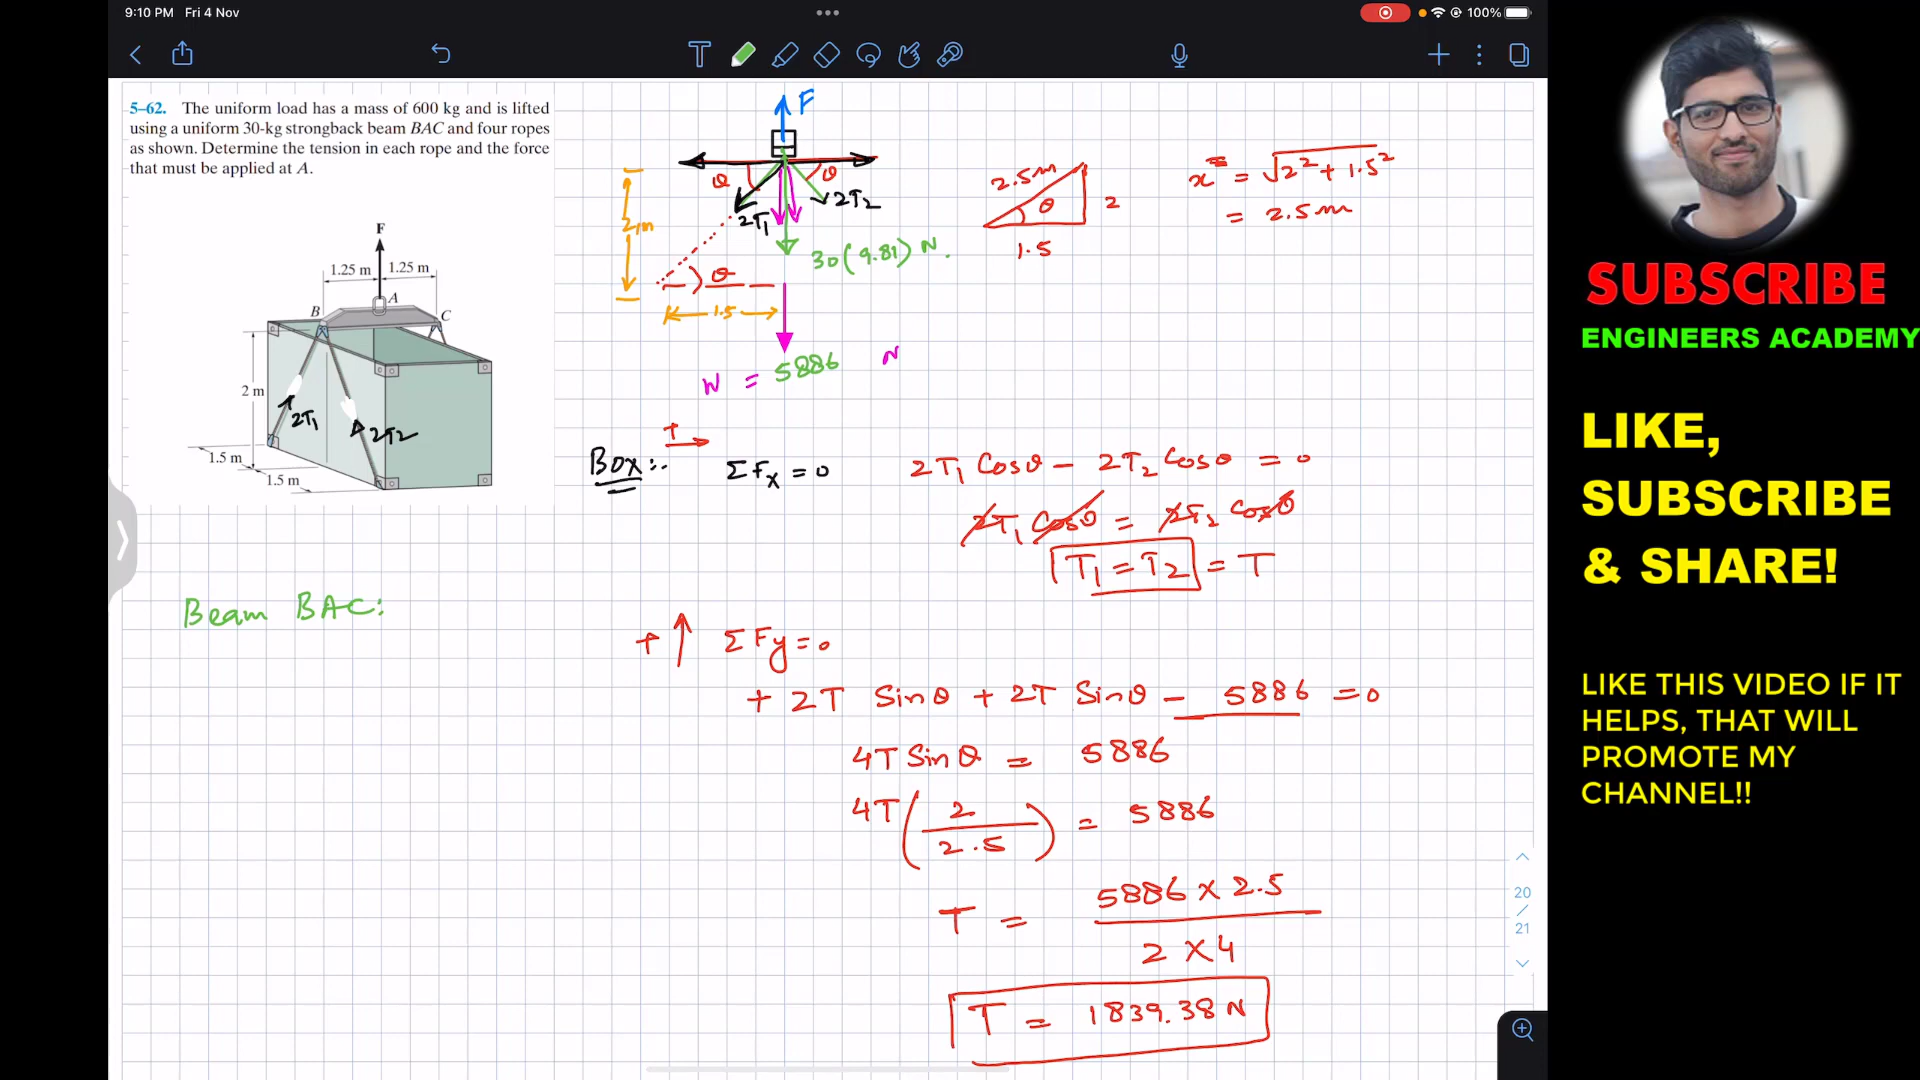 9:10 PM Fri 4 Nov
100%
5–62. The uniform load has a mass of 600 kg and is lifted
using a uniform 30-kg strongback beam BAC and four ropes
as shown. Determine the tension in each rope and the force
that must be applied at A.
F
1.25 m 1.25 m
A
B
C
2 m
2T1
2T2
1.5 m
1.5 m
F
θ
θ
2T1
2T2
2m
30(9.81) N.
θ
1.5
W = 5886 N
2.5m
θ
2
1.5
x = √2² + 1.5²
= 2.5m
Box:-
+
ΣFx = 0
2T1 Cosθ - 2T2 Cosθ = 0
2T1 Cosθ = 2T2 Cosθ
T1 = T2 = T
Beam BAC:
+↑ ΣFy = 0
+ 2T Sinθ + 2T Sinθ - 5886 = 0
4T Sinθ = 5886
4T (2/2.5) = 5886
T = 5886 x 2.5
2 x 4
T = 1839.38 N
20
/
21
SUBSCRIBE
ENGINEERS ACADEMY
LIKE,
SUBSCRIBE
& SHARE!
LIKE THIS VIDEO IF IT
HELPS, THAT WILL
PROMOTE MY
CHANNEL!!